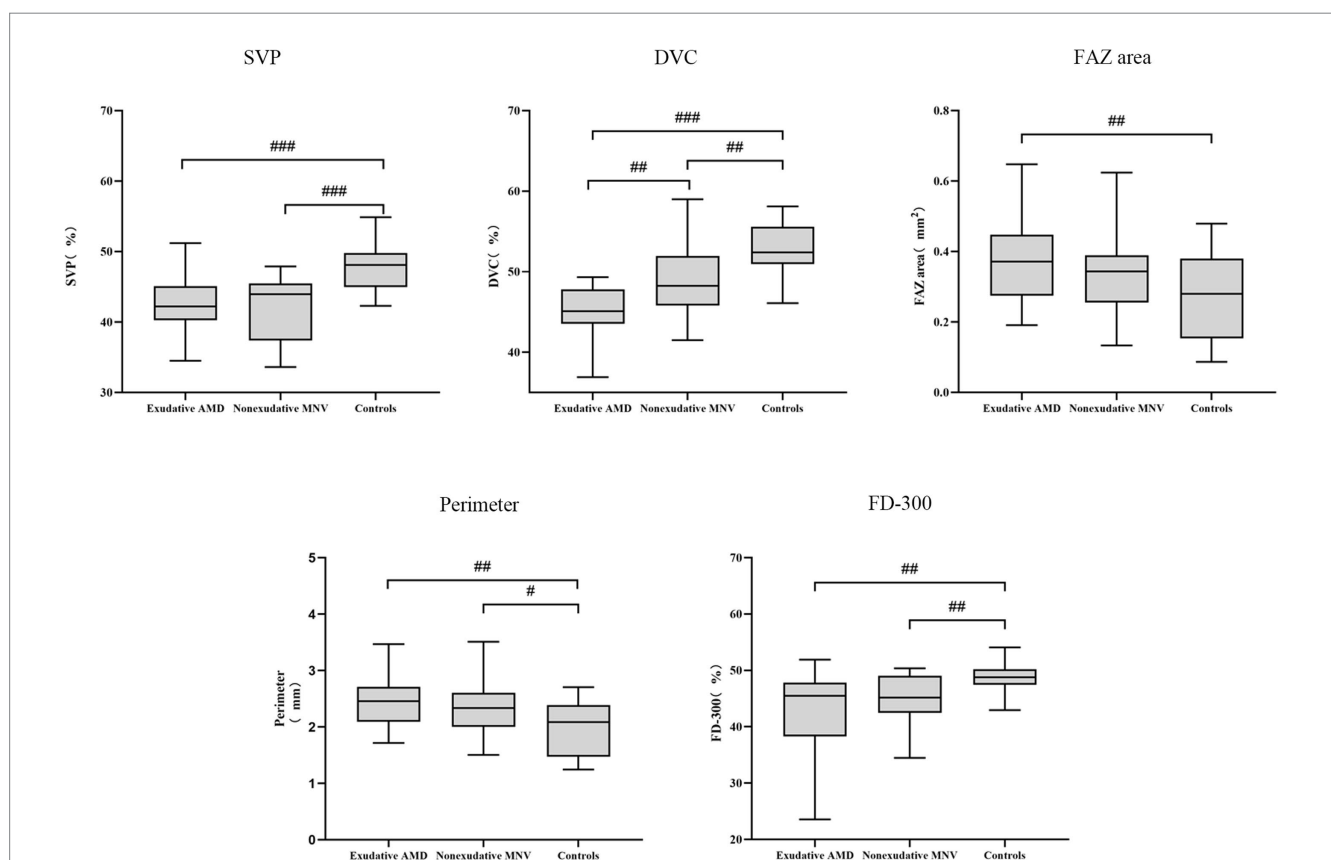 SVP
DVC
FAZ area
70
60
50
40
30
SVP( %)
###
###
Exudative AMD
Nonexudative MNV
Controls
70
60
50
40
DVC( %)
###
##
##
Exudative AMD
Nonexudative MNV
Controls
0.8
0.6
0.4
0.2
0.0
FAZ area( mm²)
##
Exudative AMD
Nonexudative MNV
Controls
Perimeter
FD-300
5
4
3
2
1
0
Perimeter
( mm)
##
#
Exudative AMD
Nonexudative MNV
Controls
70
60
50
40
30
20
FD-300( %)
##
##
Exudative AMD
Nonexudative MNV
Controls